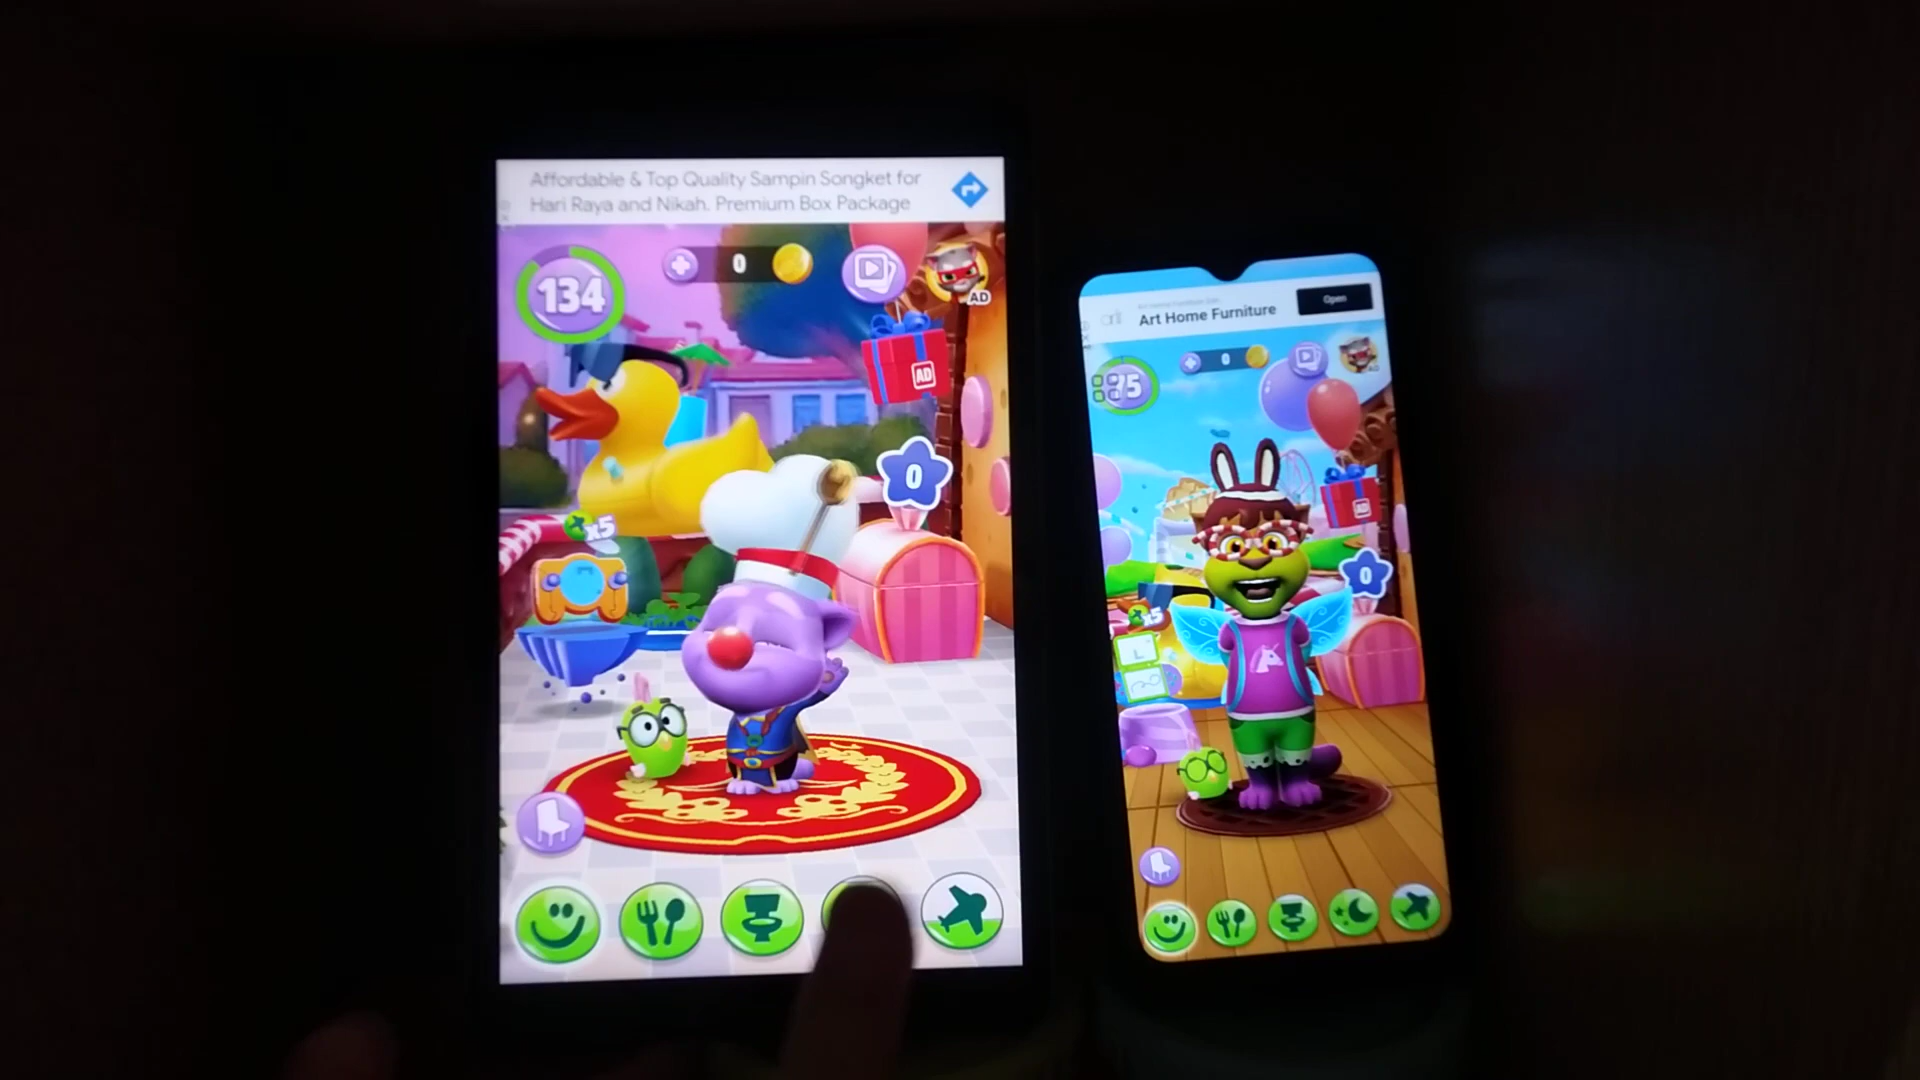 Affordable & Top Quality Sampin Songket for
Hari Raya and Nikah. Premium Box Package
134
0
AD
AD
0
x5
Art Home Furniture
Open
0
AD
0
x5
L